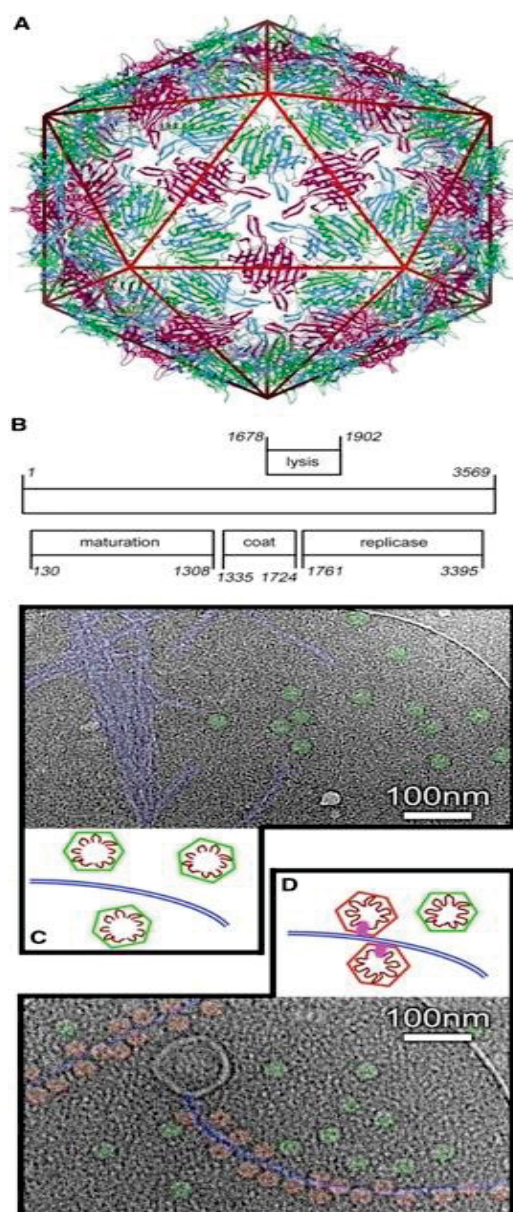 A
B
1678 1902
lysis
1 3569
maturation coat replicase
130 1308 1335 1724 1761 3395
100nm
C
D
100nm